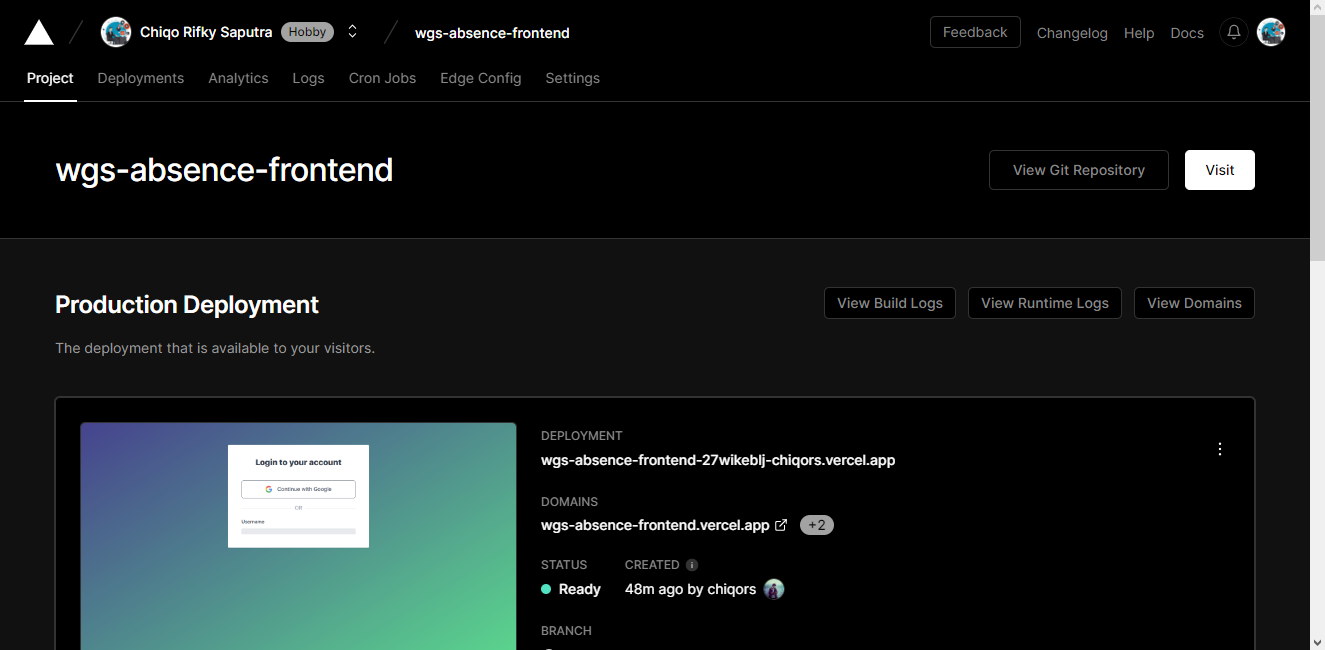 Chiqo Rifky Saputra Hobby wgs-absence-frontend Feedback Changelog Help Docs
Project Deployments Analytics Logs Cron Jobs Edge Config Settings
wgs-absence-frontend View Git Repository Visit
Production Deployment View Build Logs View Runtime Logs View Domains
The deployment that is available to your visitors.
Login to your account
Continue with Google
OR
Username
DEPLOYMENT
wgs-absence-frontend-27wikeblj-chiqors.vercel.app
DOMAINS
wgs-absence-frontend.vercel.app +2
STATUS CREATED
Ready 48m ago by chiqors
BRANCH